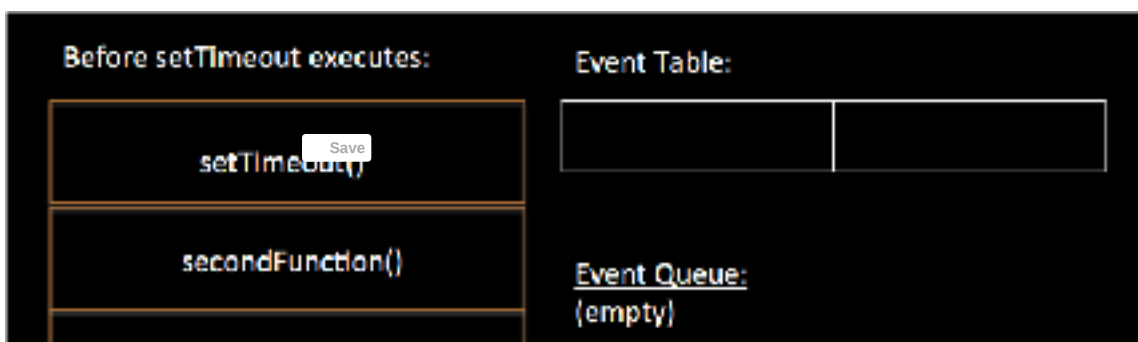 Before setTimeout executes:
Event Table:
Save
setTimeout()
secondFunction()
Event Queue:
(empty)